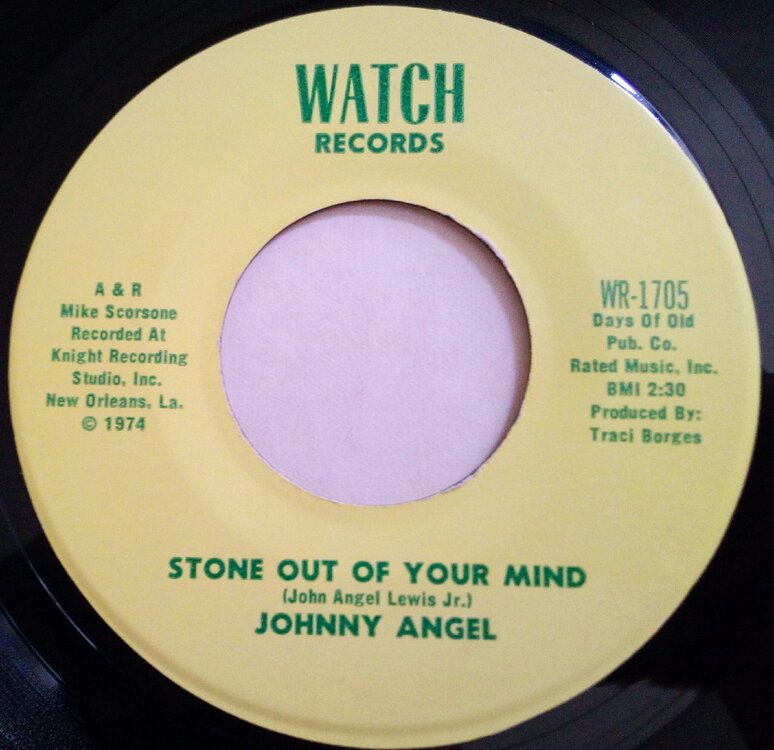 WATCH
RECORDS
A & R
Mike Scorsone
Recorded At
Knight Recording
Studio, Inc.
New Orleans, La.
© 1974
WR-1705
Days Of Old
Pub. Co.
Rated Music, Inc.
BMI 2:30
Produced By:
Traci Borges
STONE OUT OF YOUR MIND
(John Angel Lewis Jr.)
JOHNNY ANGEL